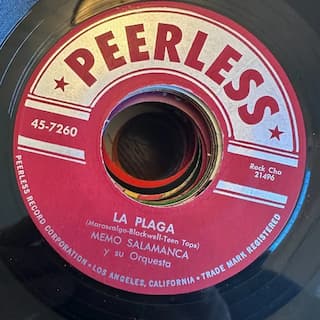 PEERLESS
45-7260
Rock Cha
21496
LA PLAGA
(Marascalgo-Blackwell-Teen Tops)
MEMO SALAMANCA
y su Orquesta
PEERLESS RECORD CORPORATION • LOS ANGELES, CALIFORNIA • TRADE MARK REGISTERED